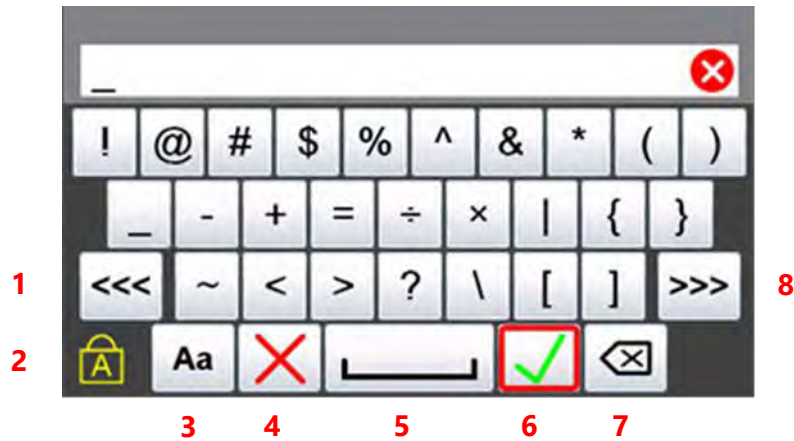 _
! @ # $ % ^ & * ( )
_ - + = ÷ × | { }
1 <<< ~ < > ? \ [ ] >>> 8
2 A Aa
3 4 5 6 7